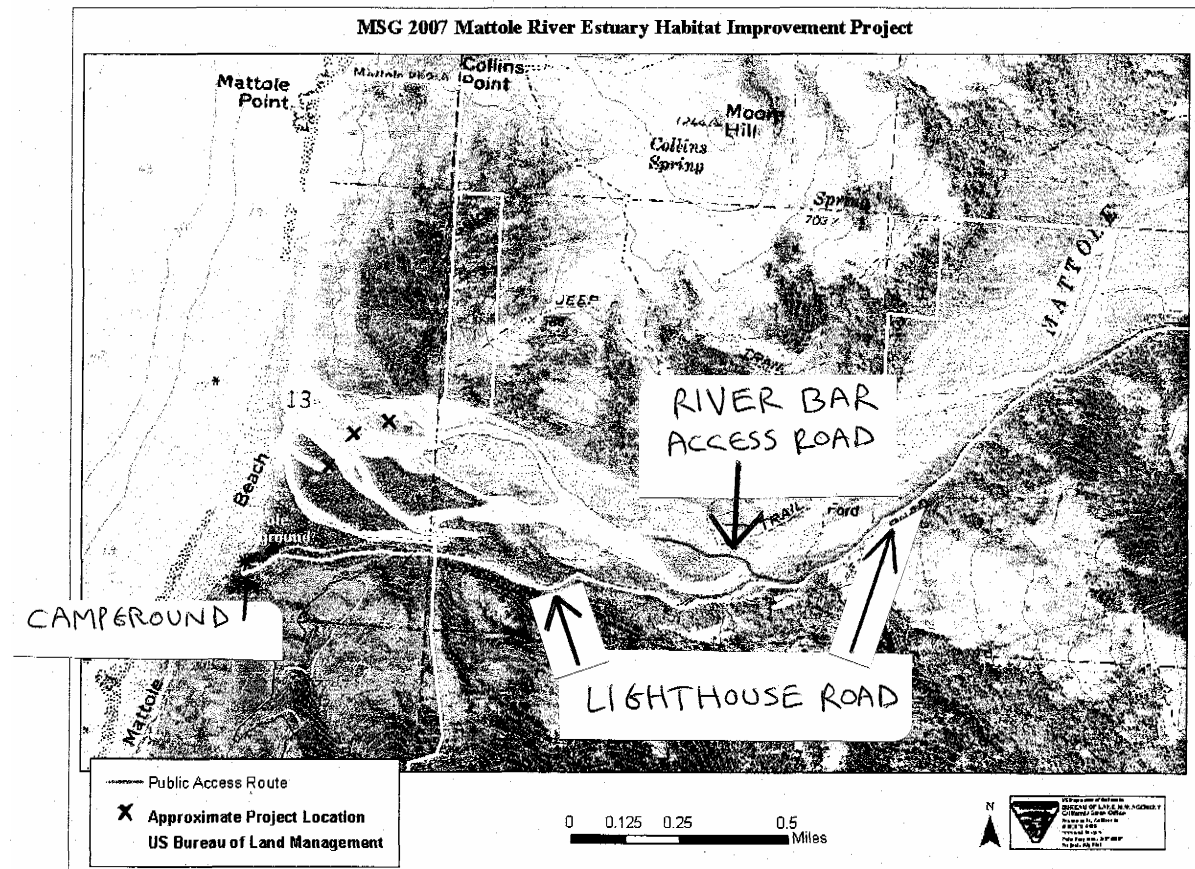 MSG 2007 Mattole River Estuary Habitat Improvement Project
Mattole
Point
Collins
Point
Moore
Hill
Collins
Spring
Spring
MATTOLE
JEEP
13
RIVER BAR
ACCESS ROAD
Beach
TRAIL
Ford
CAMPGROUND
LIGHTHOUSE ROAD
Mattole
Public Access Route
X Approximate Project Location
US Bureau of Land Management
0 0.125 0.25 0.5
Miles
N